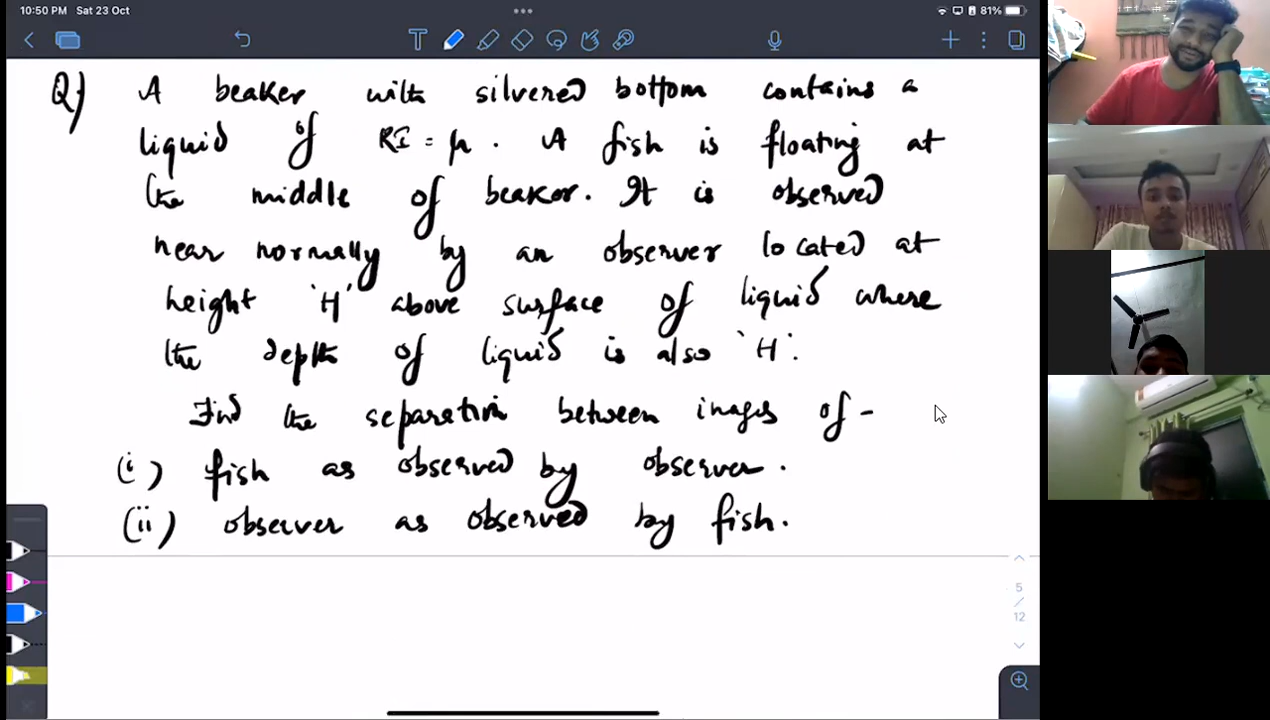 10:50 PM Sat 23 Oct
81%
Q) A beaker with silvered bottom contains a
liquid of RI = μ. A fish is floating at
the middle of beaker. It is observed
near normally by an observer located at
height 'H' above surface of liquid where
the depth of liquid is also 'H'.
Find the separation between images of -
(i) fish as observed by observer.
(ii) observer as observed by fish.
5
/
12